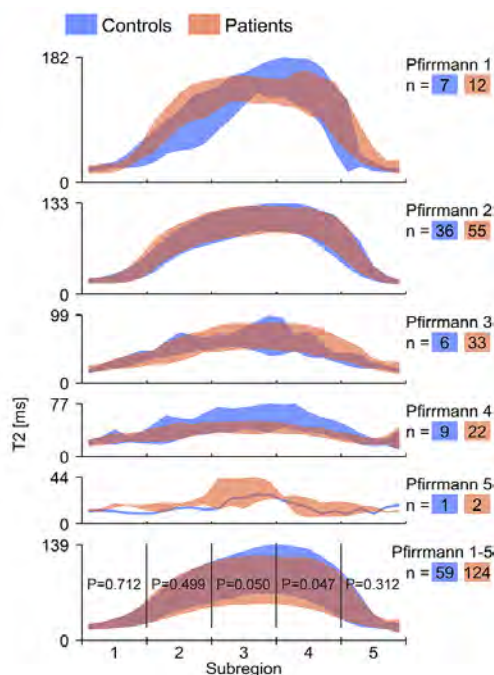 Controls Patients
182
0
Pfirrmann 1
n = 7 12
133
0
Pfirrmann 2
n = 36 55
99
0
Pfirrmann 3
n = 6 33
T2 [ms]
77
0
Pfirrmann 4
n = 9 22
44
0
Pfirrmann 5
n = 1 2
139
0
P=0.712 P=0.499 P=0.050 P=0.047 P=0.312
Pfirrmann 1-5
n = 59 124
1 2 3 4 5
Subregion